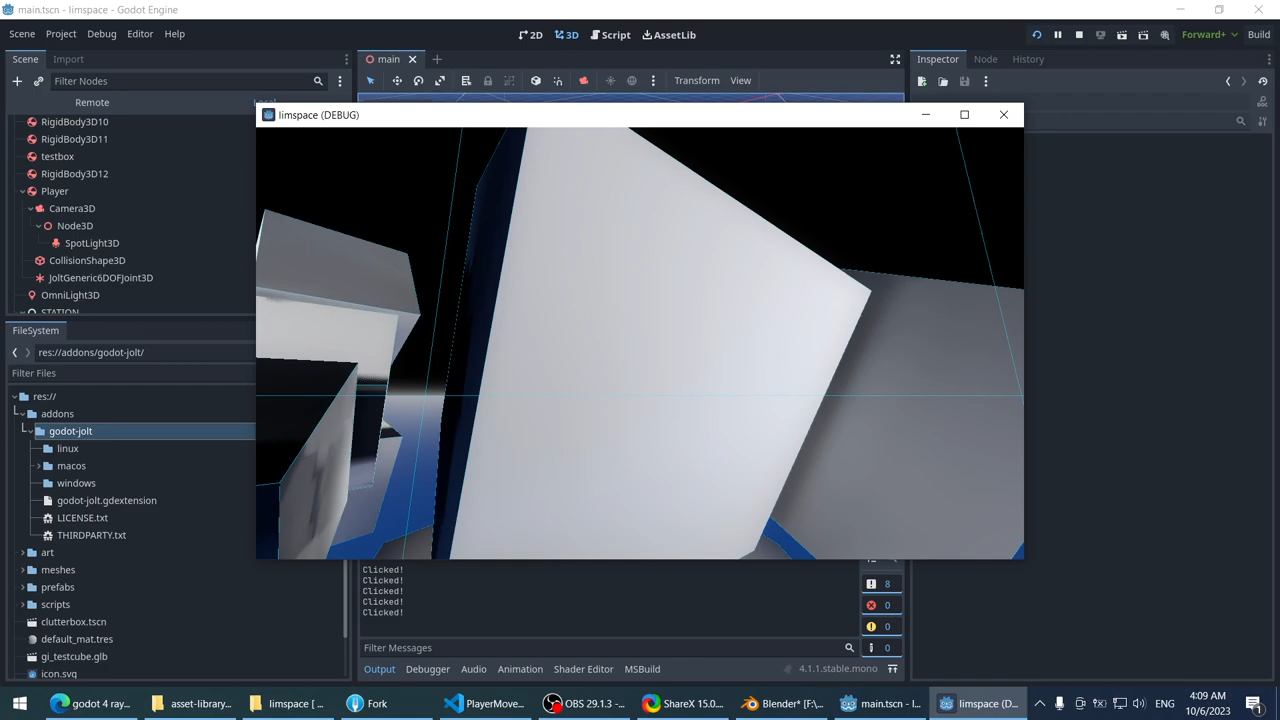 main.tscn - limspace - Godot Engine
Scene Project Debug Editor Help
2D 3D Script AssetLib
Forward+ Build
Scene Import
main
Inspector Node History
Filter Nodes
Transform View
Remote
RigidBody3D10
RigidBody3D11
testbox
RigidBody3D12
Player
Camera3D
Node3D
SpotLight3D
CollisionShape3D
JoltGeneric6DOFJoint3D
OmniLight3D
STATION
limspace (DEBUG)
FileSystem
res://addons/godot-jolt/
Filter Files
res://
addons
godot-jolt
linux
macos
windows
godot-jolt.gdextension
LICENSE.txt
THIRDPARTY.txt
art
meshes
prefabs
scripts
clutterbox.tscn
default_mat.tres
gi_testcube.glb
icon.svg
Clicked!
Clicked!
Clicked!
Clicked!
Clicked!
8
0
0
0
Filter Messages
Output Debugger Audio Animation Shader Editor MSBuild
4.1.1.stable.mono
godot 4 ray...
asset-library...
limspace [ ...
Fork
PlayerMove...
OBS 29.1.3 -...
ShareX 15.0...
Blender* [F:\...
main.tscn - l...
limspace (D...
ENG
4:09 AM
10/6/2023
1